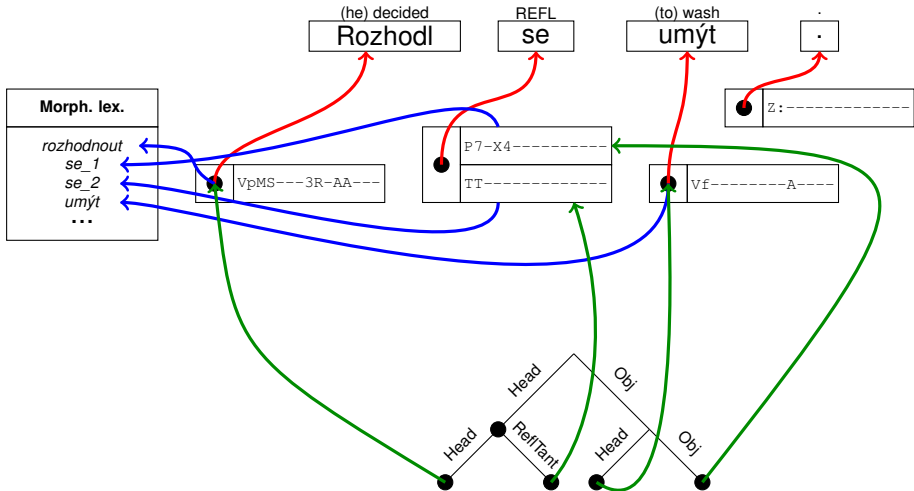 (he) decided
REFL
(to) wash
.
Rozhodl
se
umýt
.
Morph. lex.
rozhodnout
se_1
se_2
umýt
...
Z:-------------
P7-X4----------
TT-------------
VpMS---3R-AA---
Vf--------A----
Head
Obj
Head
ReflTant
Head
Obj